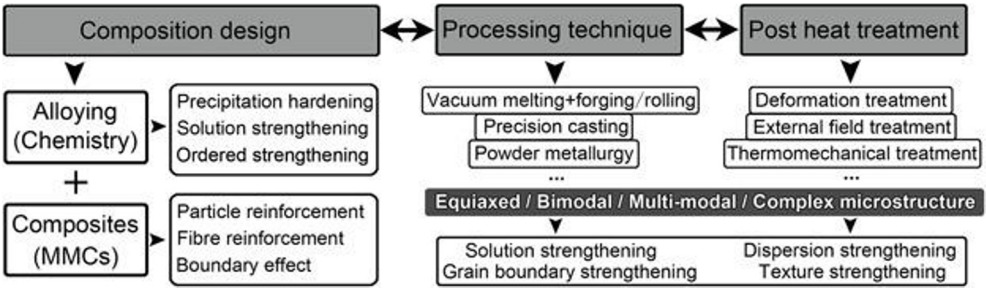 Composition design
Processing technique
Post heat treatment
Alloying
(Chemistry)
Precipitation hardening
Solution strengthening
Ordered strengthening
+
Composites
(MMCs)
Particle reinforcement
Fibre reinforcement
Boundary effect
Vacuum melting+forging/rolling
Precision casting
Powder metallurgy
...
Deformation treatment
External field treatment
Thermomechanical treatment
...
Equiaxed / Bimodal / Multi-modal / Complex microstructure
Solution strengthening
Grain boundary strengthening
Dispersion strengthening
Texture strengthening